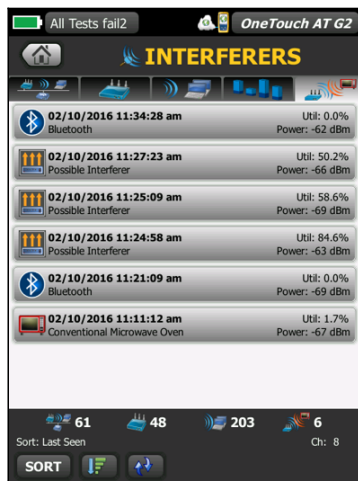 All Tests fail2 OneTouch AT G2
INTERFERERS
02/10/2016 11:34:28 am Util: 0.0%
Bluetooth Power: -62 dBm
02/10/2016 11:27:23 am Util: 50.2%
Possible Interferer Power: -66 dBm
02/10/2016 11:25:09 am Util: 58.6%
Possible Interferer Power: -69 dBm
02/10/2016 11:24:58 am Util: 84.6%
Possible Interferer Power: -63 dBm
02/10/2016 11:21:09 am Util: 0.0%
Bluetooth Power: -69 dBm
02/10/2016 11:11:12 am Util: 1.7%
Conventional Microwave Oven Power: -67 dBm
61 48 203 6
Sort: Last Seen Ch: 8
SORT